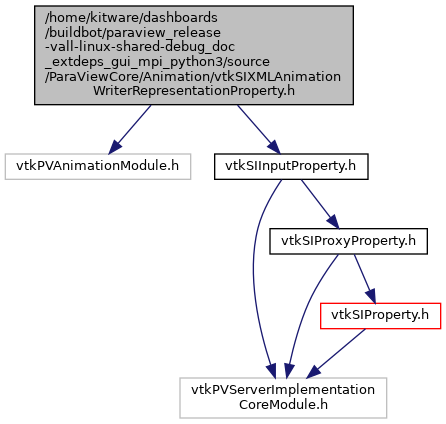 /home/kitware/dashboards
/buildbot/paraview_release
-vall-linux-shared-debug_doc
_extdeps_gui_mpi_python3/source
/ParaViewCore/Animation/vtkSIXMLAnimation
WriterRepresentationProperty.h
vtkPVAnimationModule.h
vtkSIInputProperty.h
vtkSIProxyProperty.h
vtkSIProperty.h
vtkPVServerImplementation
CoreModule.h